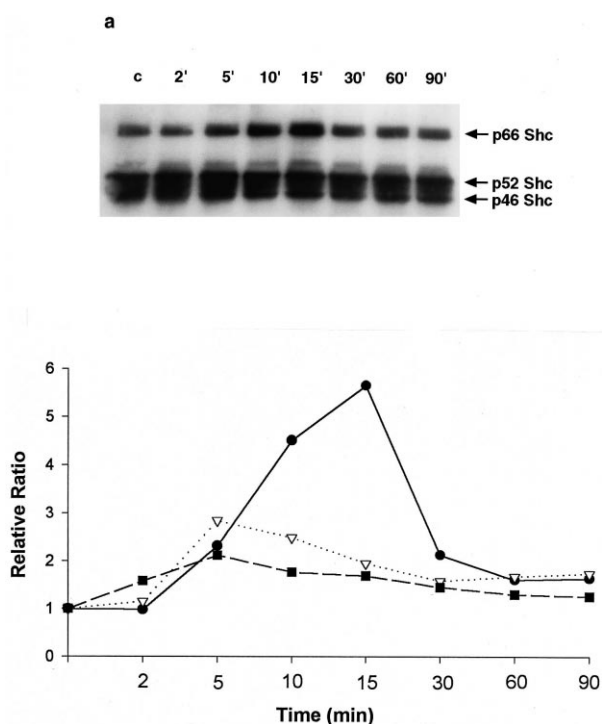 a
c 2' 5' 10' 15' 30' 60' 90'
p66 Shc
p52 Shc
p46 Shc
6
5
4
3
2
1
0
Relative Ratio
2 5 10 15 30 60 90
Time (min)